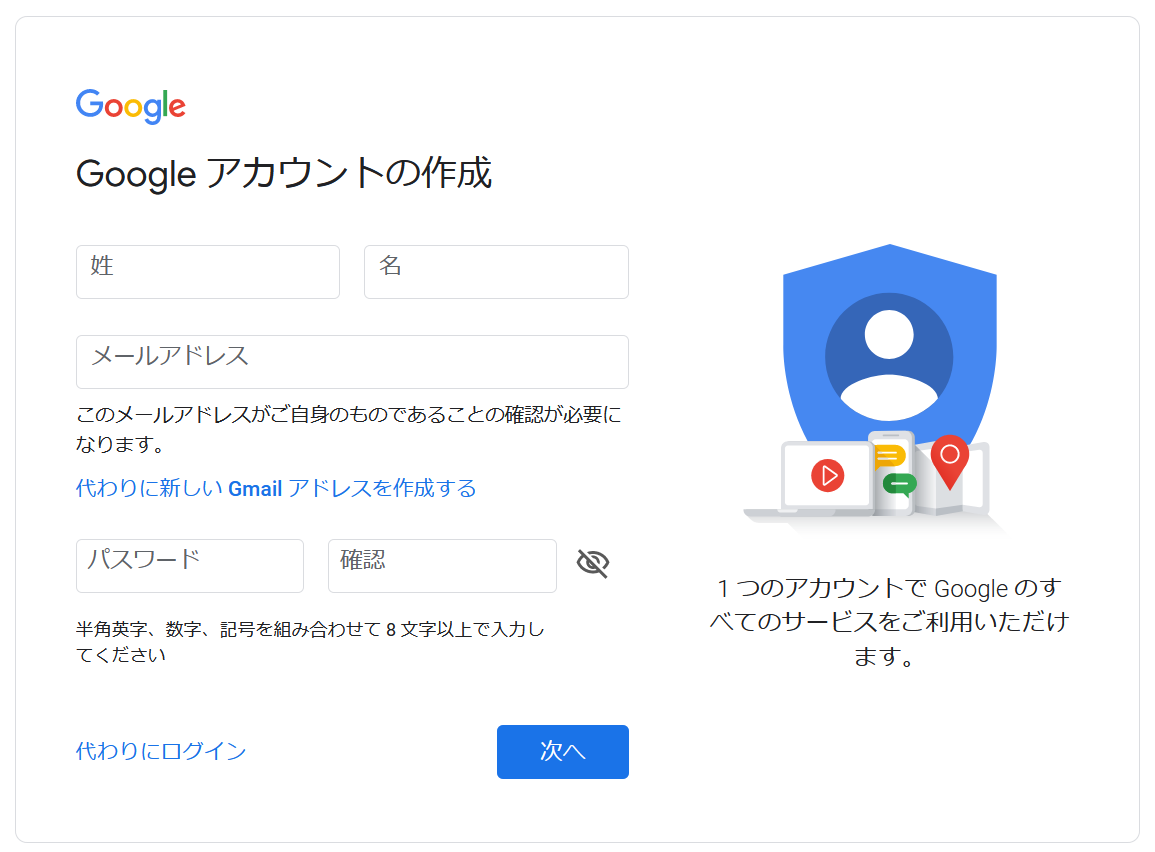 Google
Google アカウントの作成
姓
名
メールアドレス
このメールアドレスがご自身のものであることの確認が必要に
なります。
代わりに新しい Gmail アドレスを作成する
パスワード
確認
半角英字、数字、記号を組み合わせて 8 文字以上で入力し
てください
代わりにログイン
次へ
1 つのアカウントで Google のす
べてのサービスをご利用いただけ
ます。